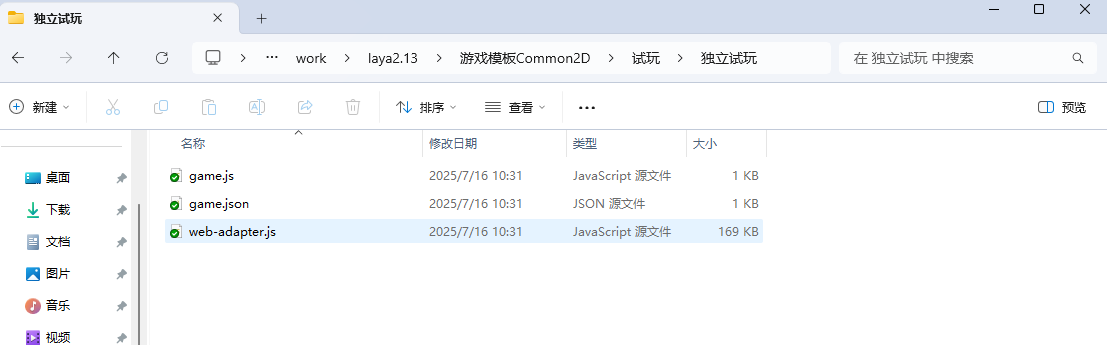 独立试玩
work laya2.13 游戏模板Common2D 试玩 独立试玩 在 独立试玩 中搜索
新建 排序 查看 预览
名称 修改日期 类型 大小
game.js 2025/7/16 10:31 JavaScript 源文件 1 KB
game.json 2025/7/16 10:31 JSON 源文件 1 KB
web-adapter.js 2025/7/16 10:31 JavaScript 源文件 169 KB
桌面
下载
文档
图片
音乐
视频